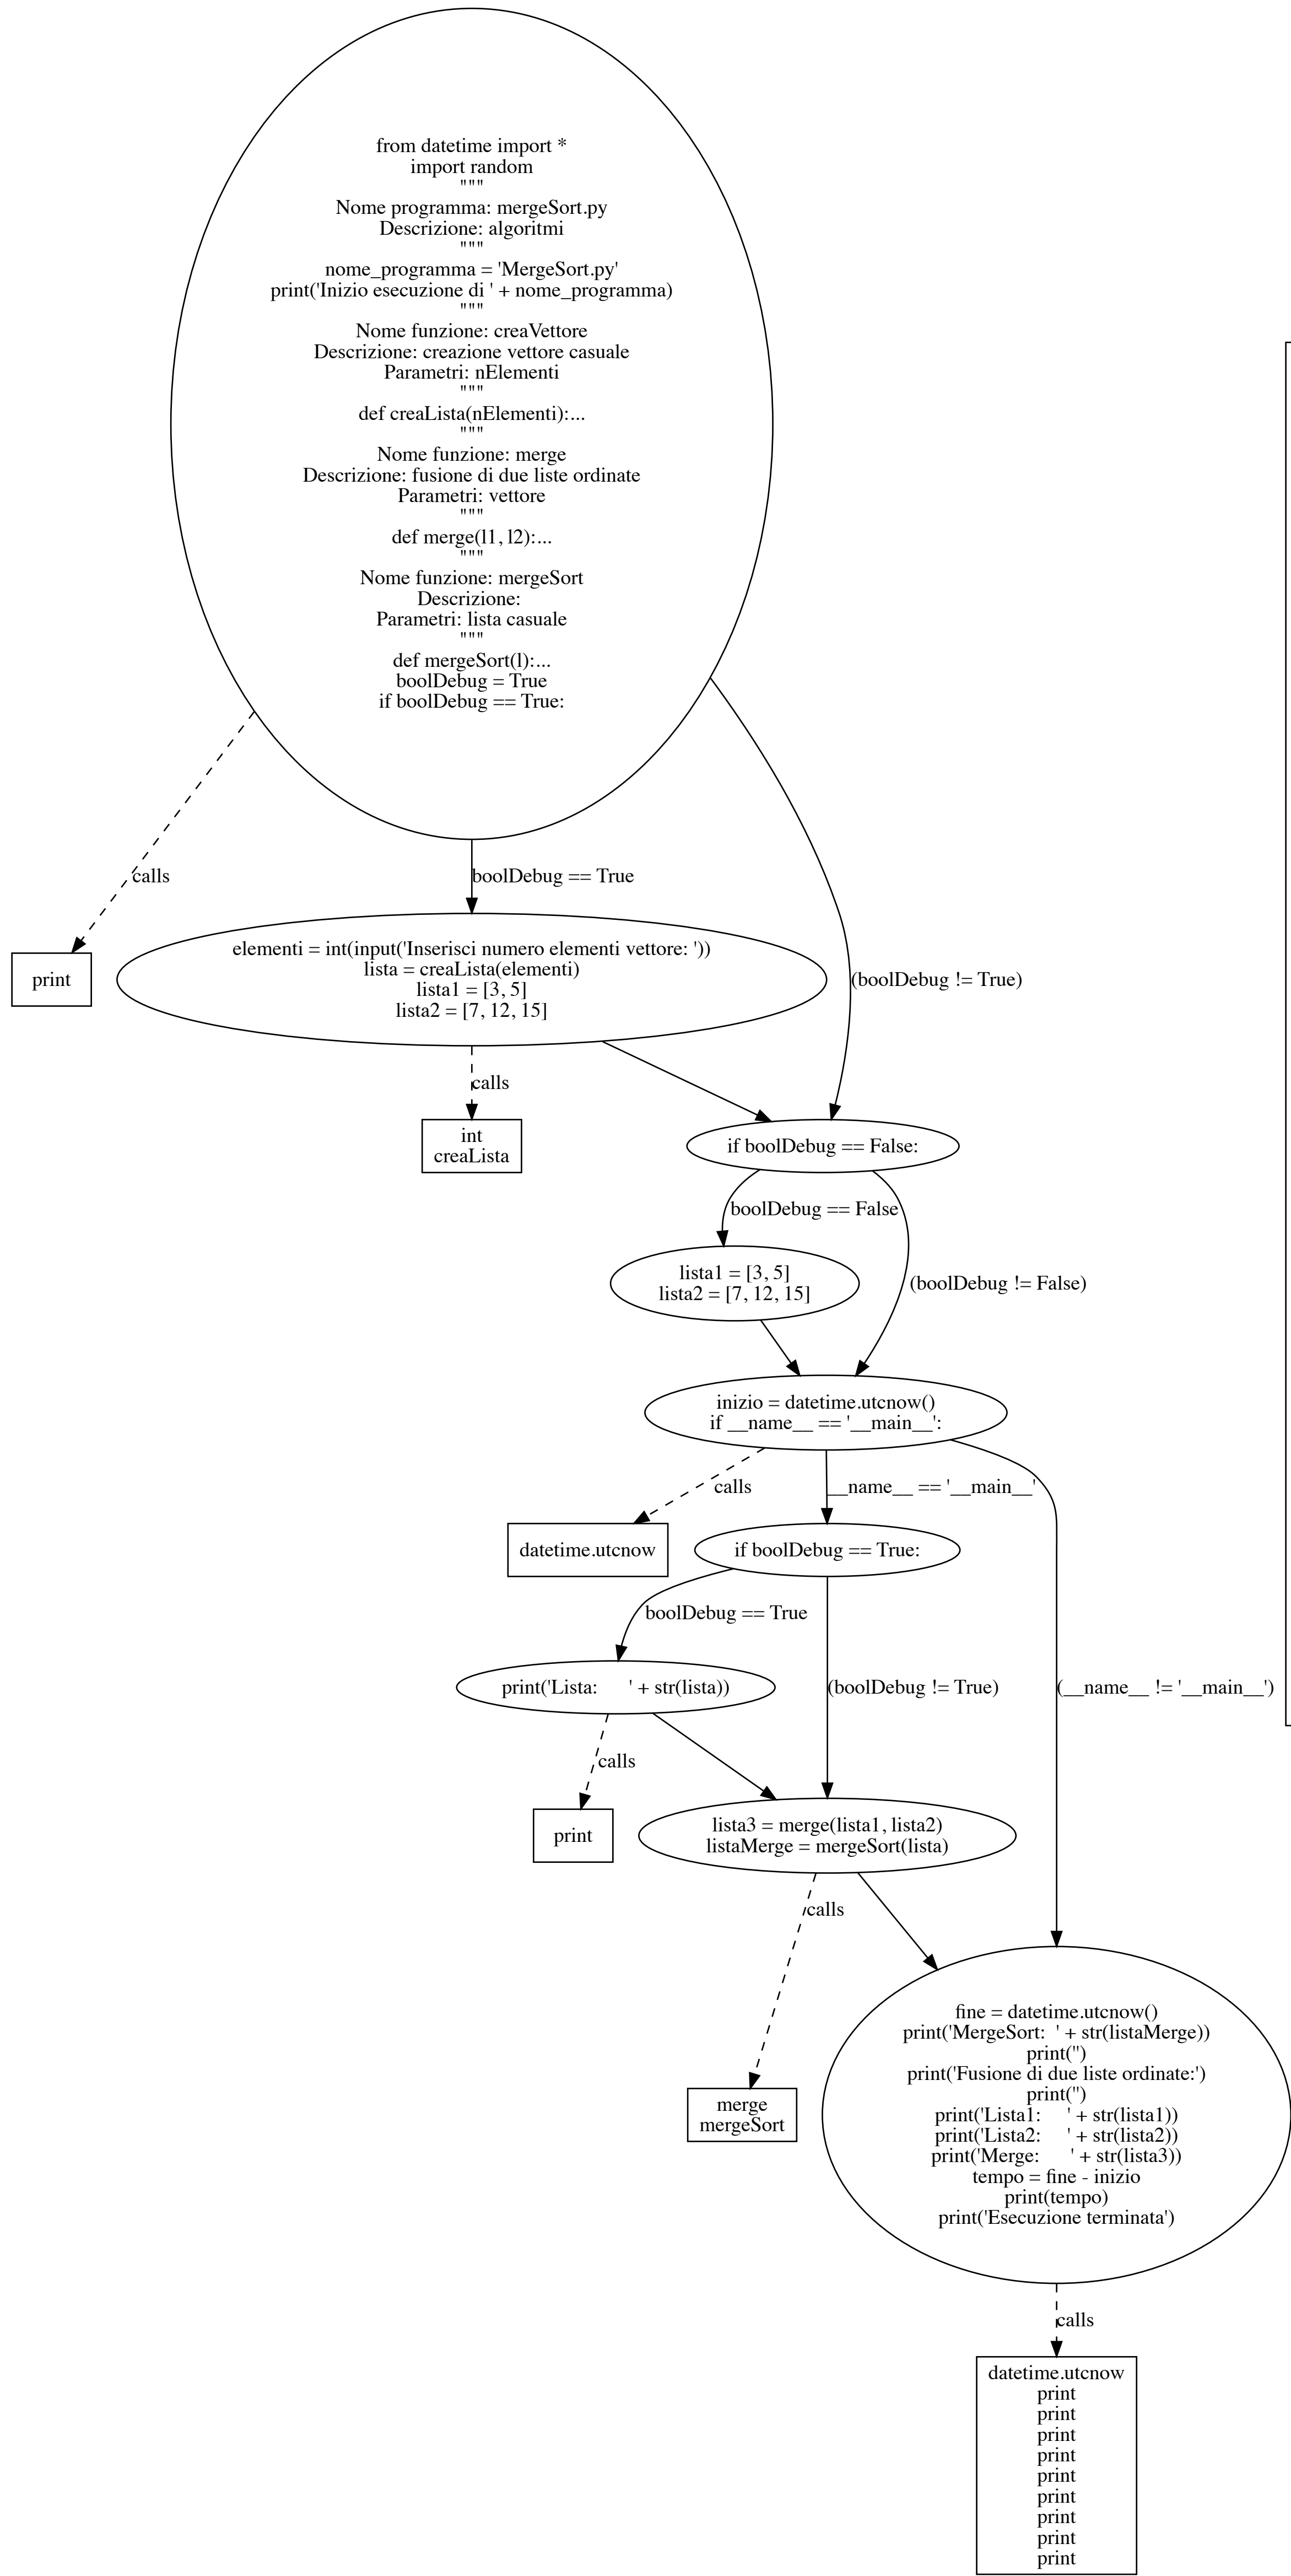 from datetime import *
import random
"""
Nome programma: mergeSort.py
Descrizione: algoritmi
"""
nome_programma = 'MergeSort.py'
print('Inizio esecuzione di ' + nome_programma)
"""
Nome funzione: creaVettore
Descrizione: creazione vettore casuale
Parametri: nElementi
"""
def creaLista(nElementi):...
"""
Nome funzione: merge
Descrizione: fusione di due liste ordinate
Parametri: vettore
"""
def merge(l1, l2):...
"""
Nome funzione: mergeSort
Descrizione:
Parametri: lista casuale
"""
def mergeSort(l):...
boolDebug = True
if boolDebug == True:
calls
boolDebug == True
print
elementi = int(input('Inserisci numero elementi vettore: '))
lista = creaLista(elementi)
lista1 = [3, 5]
lista2 = [7, 12, 15]
(boolDebug != True)
calls
int
creaLista
if boolDebug == False:
boolDebug == False
lista1 = [3, 5]
lista2 = [7, 12, 15]
(boolDebug != False)
inizio = datetime.utcnow()
if __name__ == '__main__':
calls
__name__ == '__main__'
datetime.utcnow
if boolDebug == True:
boolDebug == True
print('Lista:      ' + str(lista))
(boolDebug != True)
(__name__ != '__main__')
calls
print
lista3 = merge(lista1, lista2)
listaMerge = mergeSort(lista)
calls
merge
mergeSort
fine = datetime.utcnow()
print('MergeSort:  ' + str(listaMerge))
print('')
print('Fusione di due liste ordinate:')
print('')
print('Lista1:     ' + str(lista1))
print('Lista2:     ' + str(lista2))
print('Merge:      ' + str(lista3))
tempo = fine - inizio
print(tempo)
print('Esecuzione terminata')
calls
datetime.utcnow
print
print
print
print
print
print
print
print
print